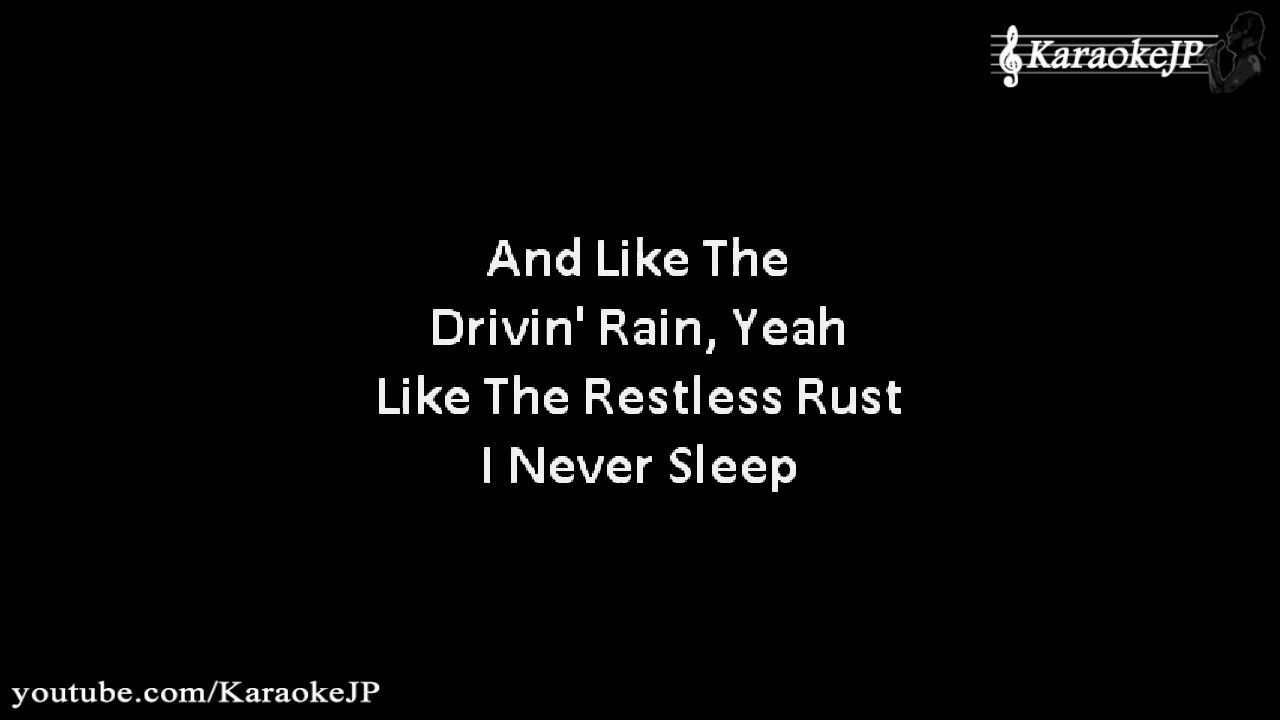 KaraokeJP
And Like The
Drivin' Rain, Yeah
Like The Restless Rust
I Never Sleep
youtube.com/KaraokeJP